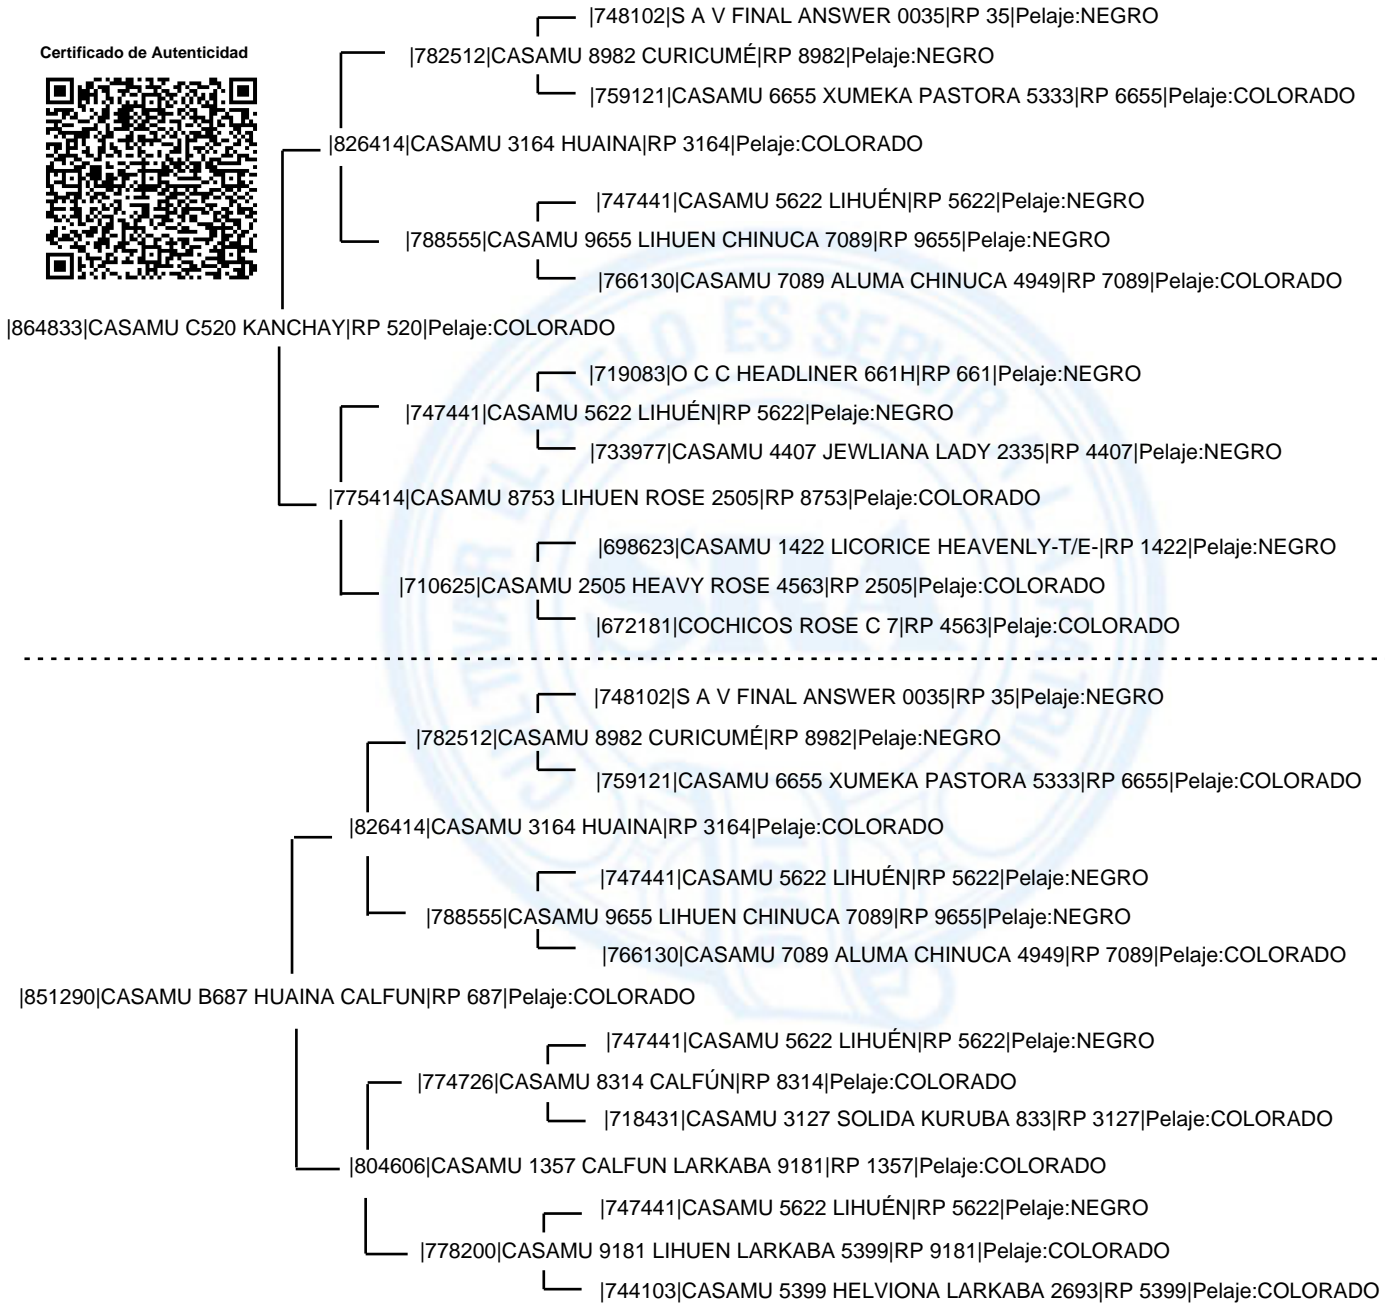 |748102|S A V FINAL ANSWER 0035|RP 35|Pelaje:NEGRO
Certificado de Autenticidad
|782512|CASAMU 8982 CURICUMÉ|RP 8982|Pelaje:NEGRO
|759121|CASAMU 6655 XUMEKA PASTORA 5333|RP 6655|Pelaje:COLORADO
|826414|CASAMU 3164 HUAINA|RP 3164|Pelaje:COLORADO
|747441|CASAMU 5622 LIHUÉN|RP 5622|Pelaje:NEGRO
|788555|CASAMU 9655 LIHUEN CHINUCA 7089|RP 9655|Pelaje:NEGRO
|766130|CASAMU 7089 ALUMA CHINUCA 4949|RP 7089|Pelaje:COLORADO
|864833|CASAMU C520 KANCHAY|RP 520|Pelaje:COLORADO
|719083|O C C HEADLINER 661H|RP 661|Pelaje:NEGRO
|747441|CASAMU 5622 LIHUÉN|RP 5622|Pelaje:NEGRO
|733977|CASAMU 4407 JEWLIANA LADY 2335|RP 4407|Pelaje:NEGRO
|775414|CASAMU 8753 LIHUEN ROSE 2505|RP 8753|Pelaje:COLORADO
|698623|CASAMU 1422 LICORICE HEAVENLY-T/E-|RP 1422|Pelaje:NEGRO
|710625|CASAMU 2505 HEAVY ROSE 4563|RP 2505|Pelaje:COLORADO
|672181|COCHICOS ROSE C 7|RP 4563|Pelaje:COLORADO
|748102|S A V FINAL ANSWER 0035|RP 35|Pelaje:NEGRO
|782512|CASAMU 8982 CURICUMÉ|RP 8982|Pelaje:NEGRO
|759121|CASAMU 6655 XUMEKA PASTORA 5333|RP 6655|Pelaje:COLORADO
|826414|CASAMU 3164 HUAINA|RP 3164|Pelaje:COLORADO
|747441|CASAMU 5622 LIHUÉN|RP 5622|Pelaje:NEGRO
|788555|CASAMU 9655 LIHUEN CHINUCA 7089|RP 9655|Pelaje:NEGRO
|766130|CASAMU 7089 ALUMA CHINUCA 4949|RP 7089|Pelaje:COLORADO
|851290|CASAMU B687 HUAINA CALFUN|RP 687|Pelaje:COLORADO
|747441|CASAMU 5622 LIHUÉN|RP 5622|Pelaje:NEGRO
|774726|CASAMU 8314 CALFÚN|RP 8314|Pelaje:COLORADO
|718431|CASAMU 3127 SOLIDA KURUBA 833|RP 3127|Pelaje:COLORADO
|804606|CASAMU 1357 CALFUN LARKABA 9181|RP 1357|Pelaje:COLORADO
|747441|CASAMU 5622 LIHUÉN|RP 5622|Pelaje:NEGRO
|778200|CASAMU 9181 LIHUEN LARKABA 5399|RP 9181|Pelaje:COLORADO
|744103|CASAMU 5399 HELVIONA LARKABA 2693|RP 5399|Pelaje:COLORADO
CULTIVAR EL SUELO ES SERVIR A LA PATRIA